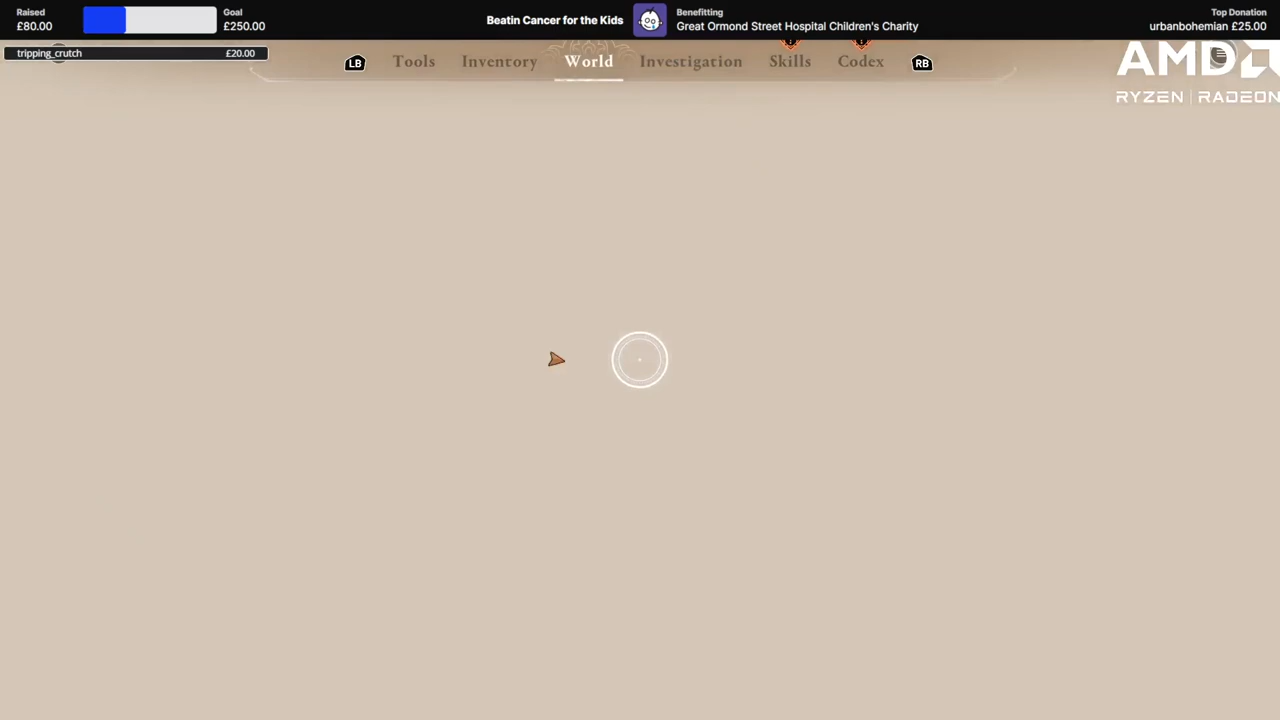 Raised
£80.00
Goal
£250.00
Beatin Cancer for the Kids
Benefitting
Great Ormond Street Hospital Children's Charity
Top Donation
urbanbohemian £25.00
tripping_crutch £20.00
LB Tools Inventory World Investigation Skills Codex RB
AMD
RYZEN | RADEON